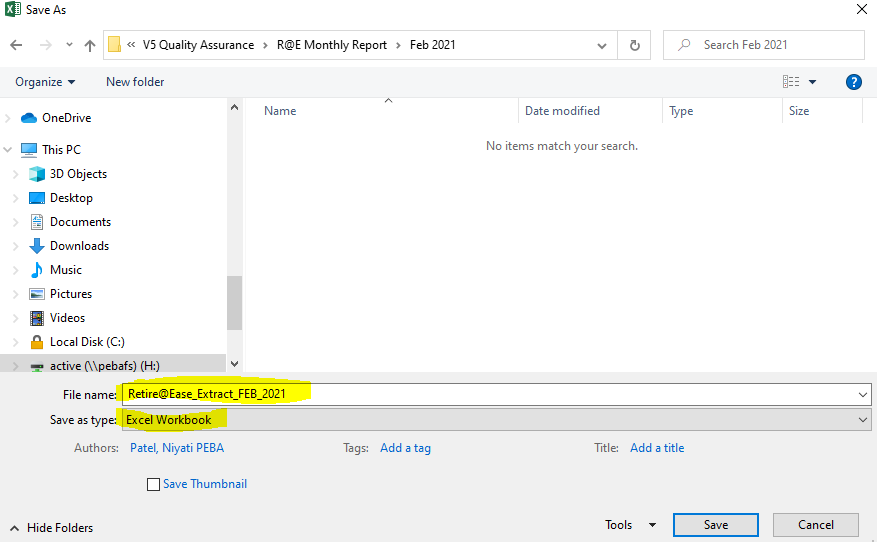 Save As
« V5 Quality Assurance > R@E Monthly Report > Feb 2021
Search Feb 2021
Organize
New folder
?
Name
Date modified
Type
Size
No items match your search.
OneDrive
This PC
3D Objects
Desktop
Documents
Downloads
Music
Pictures
Videos
Local Disk (C:)
active (\\pebafs) (H:)
File name: Retire@Ease_Extract_FEB_2021
Save as type: Excel Workbook
Authors: Patel, Niyati PEBA
Tags: Add a tag
Title: Add a title
Save Thumbnail
Hide Folders
Tools
Save
Cancel